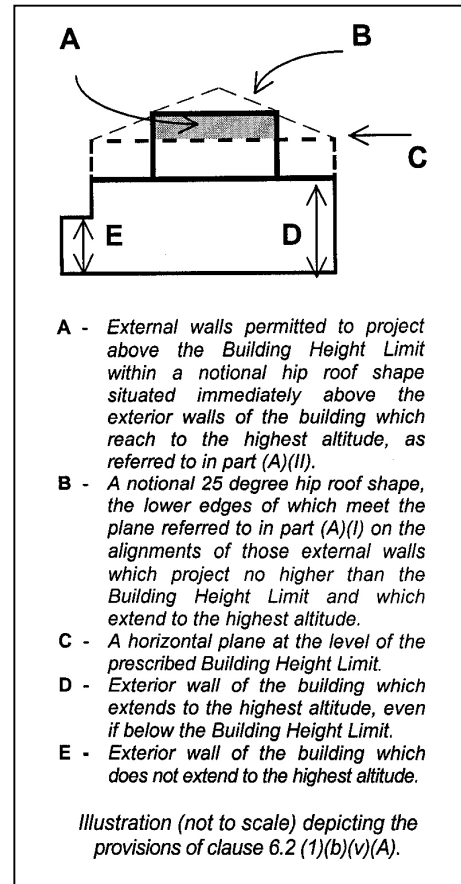 A
B
C
E
D
A - External walls permitted to project
above the Building Height Limit
within a notional hip roof shape
situated immediately above the
exterior walls of the building which
reach to the highest altitude, as
referred to in part (A)(II).
B - A notional 25 degree hip roof shape,
the lower edges of which meet the
plane referred to in part (A)(I) on the
alignments of those external walls
which project no higher than the
Building Height Limit and which
extend to the highest altitude.
C - A horizontal plane at the level of the
prescribed Building Height Limit.
D - Exterior wall of the building which
extends to the highest altitude, even
if below the Building Height Limit.
E - Exterior wall of the building which
does not extend to the highest altitude.
Illustration (not to scale) depicting the
provisions of clause 6.2 (1)(b)(v)(A).